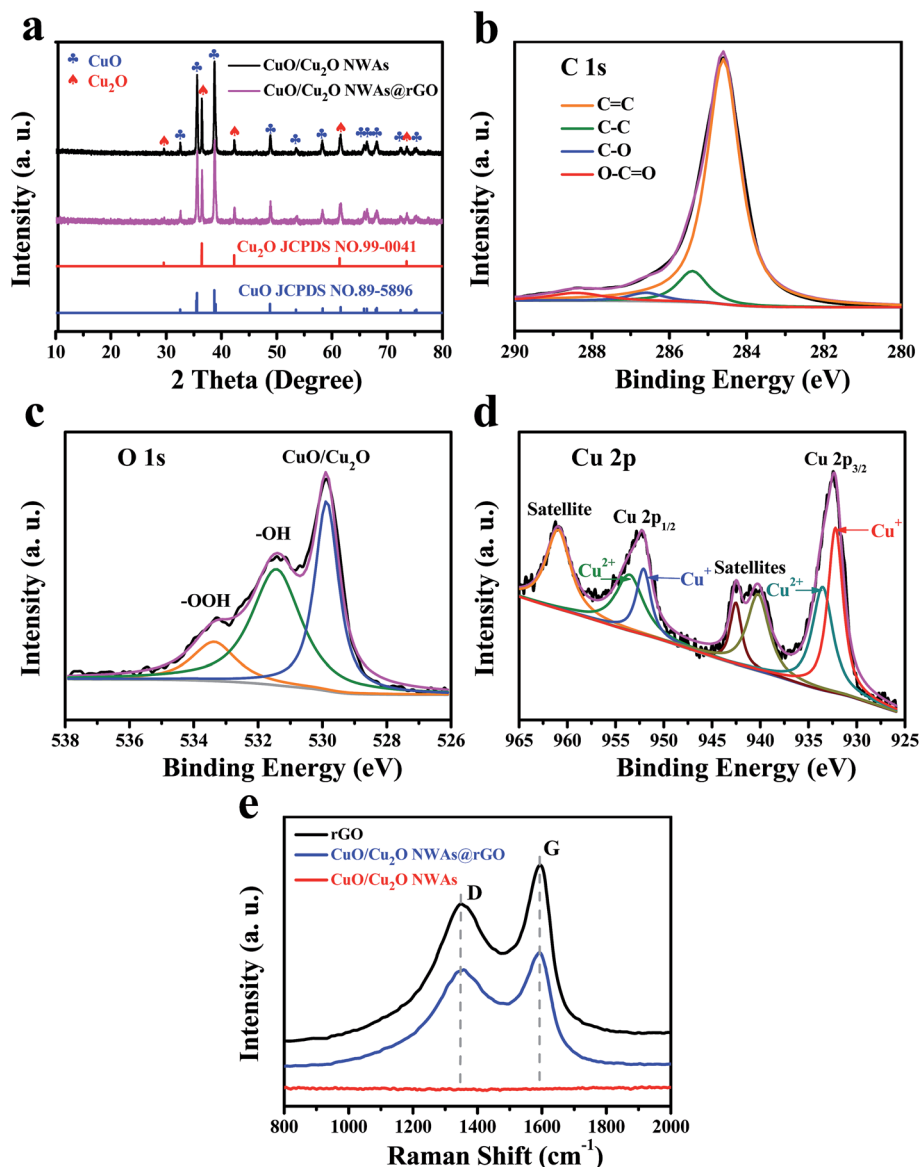 a
CuO
Cu₂O
CuO/Cu₂O NWAs
CuO/Cu₂O NWAs@rGO
Cu₂O JCPDS NO.99-0041
CuO JCPDS NO.89-5896
Intensity (a. u.)
10 20 30 40 50 60 70 80
2 Theta (Degree)
b
C 1s
C=C
C-C
C-O
O-C=O
Intensity (a. u.)
290 288 286 284 282 280
Binding Energy (eV)
c
O 1s
CuO/Cu₂O
-OH
-OOH
Intensity (a. u.)
538 536 534 532 530 528 526
Binding Energy (eV)
d
Cu 2p
Cu 2p₃/₂
Satellite
Cu 2p₁/₂
Cu⁺
Cu²⁺
Cu⁺
Satellites
Cu²⁺
Intensity (a. u.)
965 960 955 950 945 940 935 930 925
Binding Energy (eV)
e
rGO
CuO/Cu₂O NWAs@rGO
CuO/Cu₂O NWAs
D
G
Intensity (a. u.)
800 1000 1200 1400 1600 1800 2000
Raman Shift (cm⁻¹)